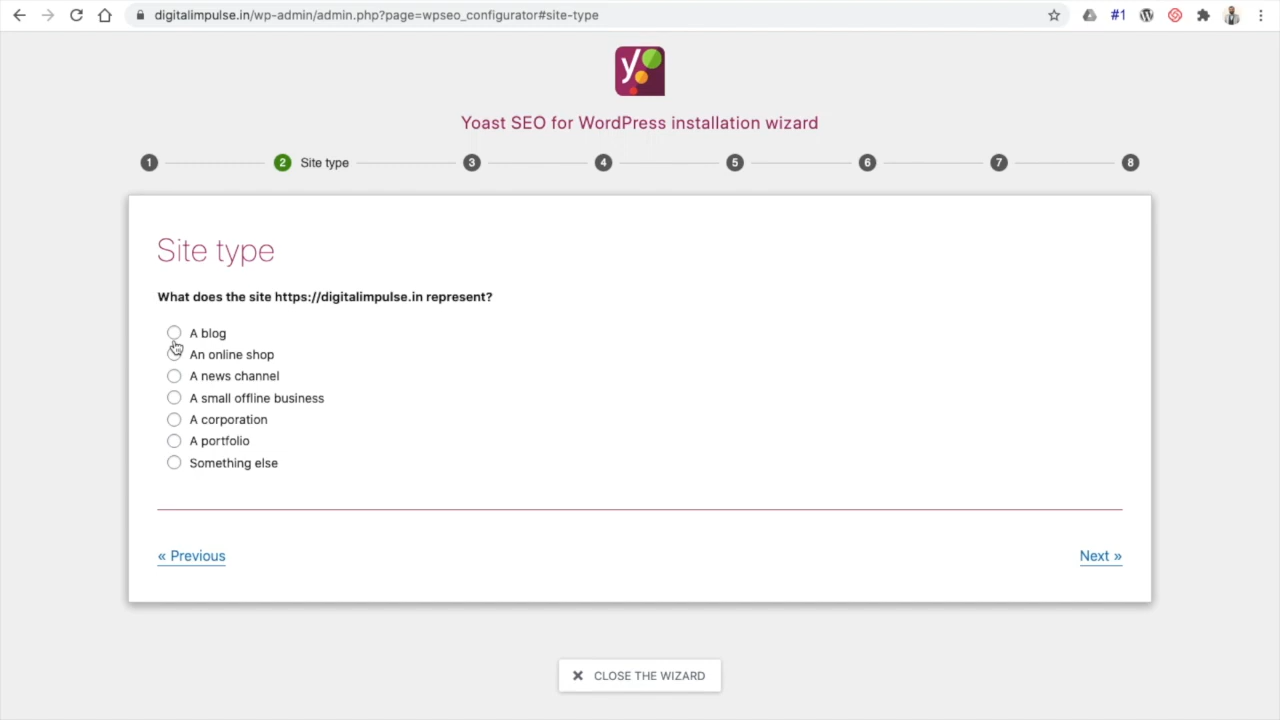 digitalimpulse.in/wp-admin/admin.php?page=wpseo_configurator#site-type
#1
y
Yoast SEO for WordPress installation wizard
1 2 Site type 3 4 5 6 7 8
Site type
What does the site https://digitalimpulse.in represent?
A blog
An online shop
A news channel
A small offline business
A corporation
A portfolio
Something else
« Previous Next »
CLOSE THE WIZARD